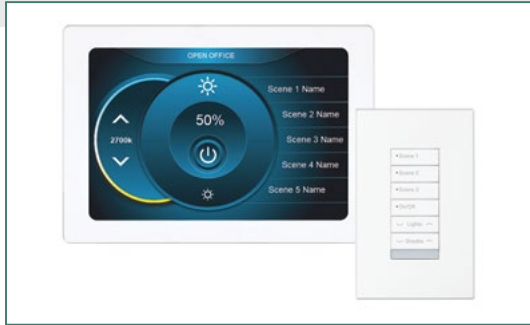 OPEN OFFICE
Scene 1 Name
Scene 2 Name
50%
2700k
Scene 3 Name
Scene 4 Name
Scene 5 Name
Scene 1
Scene 2
Scene 3
On/Off
Lights
Shades